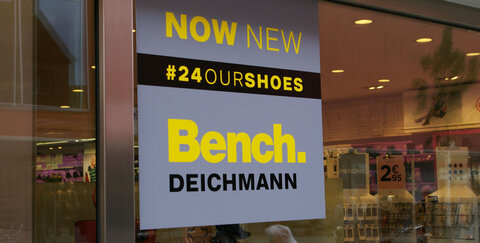 NOW NEW
#24OURSHOES
Bench.
DEICHMANN
2€
95